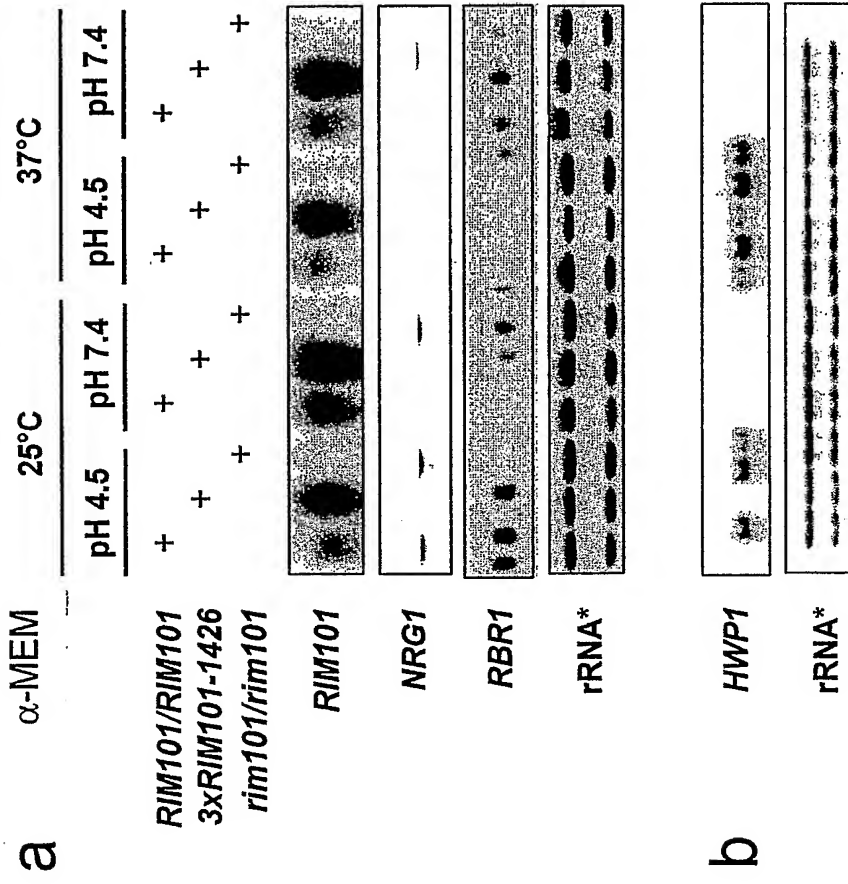 a
α-MEM
25°C 37°C
pH 4.5 pH 7.4 pH 4.5 pH 7.4
RIM101/RIM101 + + + +
3xRIM101-1426 + + + +
rim101/rim101 + + + +
RIM101
NRG1
RBR1
rRNA*
b
HWP1
rRNA*